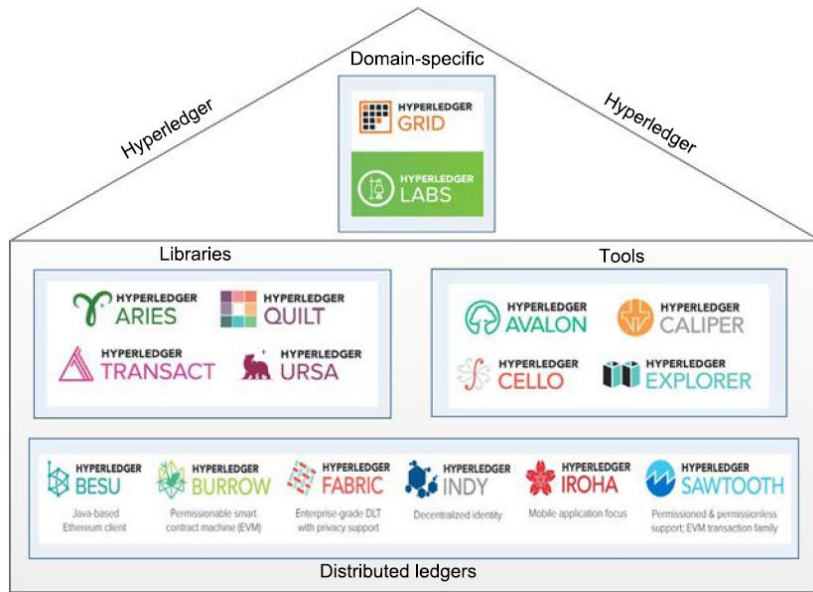 Domain-specific
Hyperledger
Hyperledger
HYPERLEDGER
GRID
HYPERLEDGER
LABS
Libraries
HYPERLEDGER
ARIES
HYPERLEDGER
QUILT
HYPERLEDGER
TRANSACT
HYPERLEDGER
URSA
Tools
HYPERLEDGER
AVALON
HYPERLEDGER
CALIPER
HYPERLEDGER
CELLO
HYPERLEDGER
EXPLORER
HYPERLEDGER
BESU
Java-based
Ethereum client
HYPERLEDGER
BURROW
Permissionable smart
contract machine (EVM)
HYPERLEDGER
FABRIC
Enterprise-grade DLT
with privacy support
HYPERLEDGER
INDY
Decentralized identity
HYPERLEDGER
IROHA
Mobile application focus
HYPERLEDGER
SAWTOOTH
Permissioned & permissionless
support; EVM transaction family
Distributed ledgers